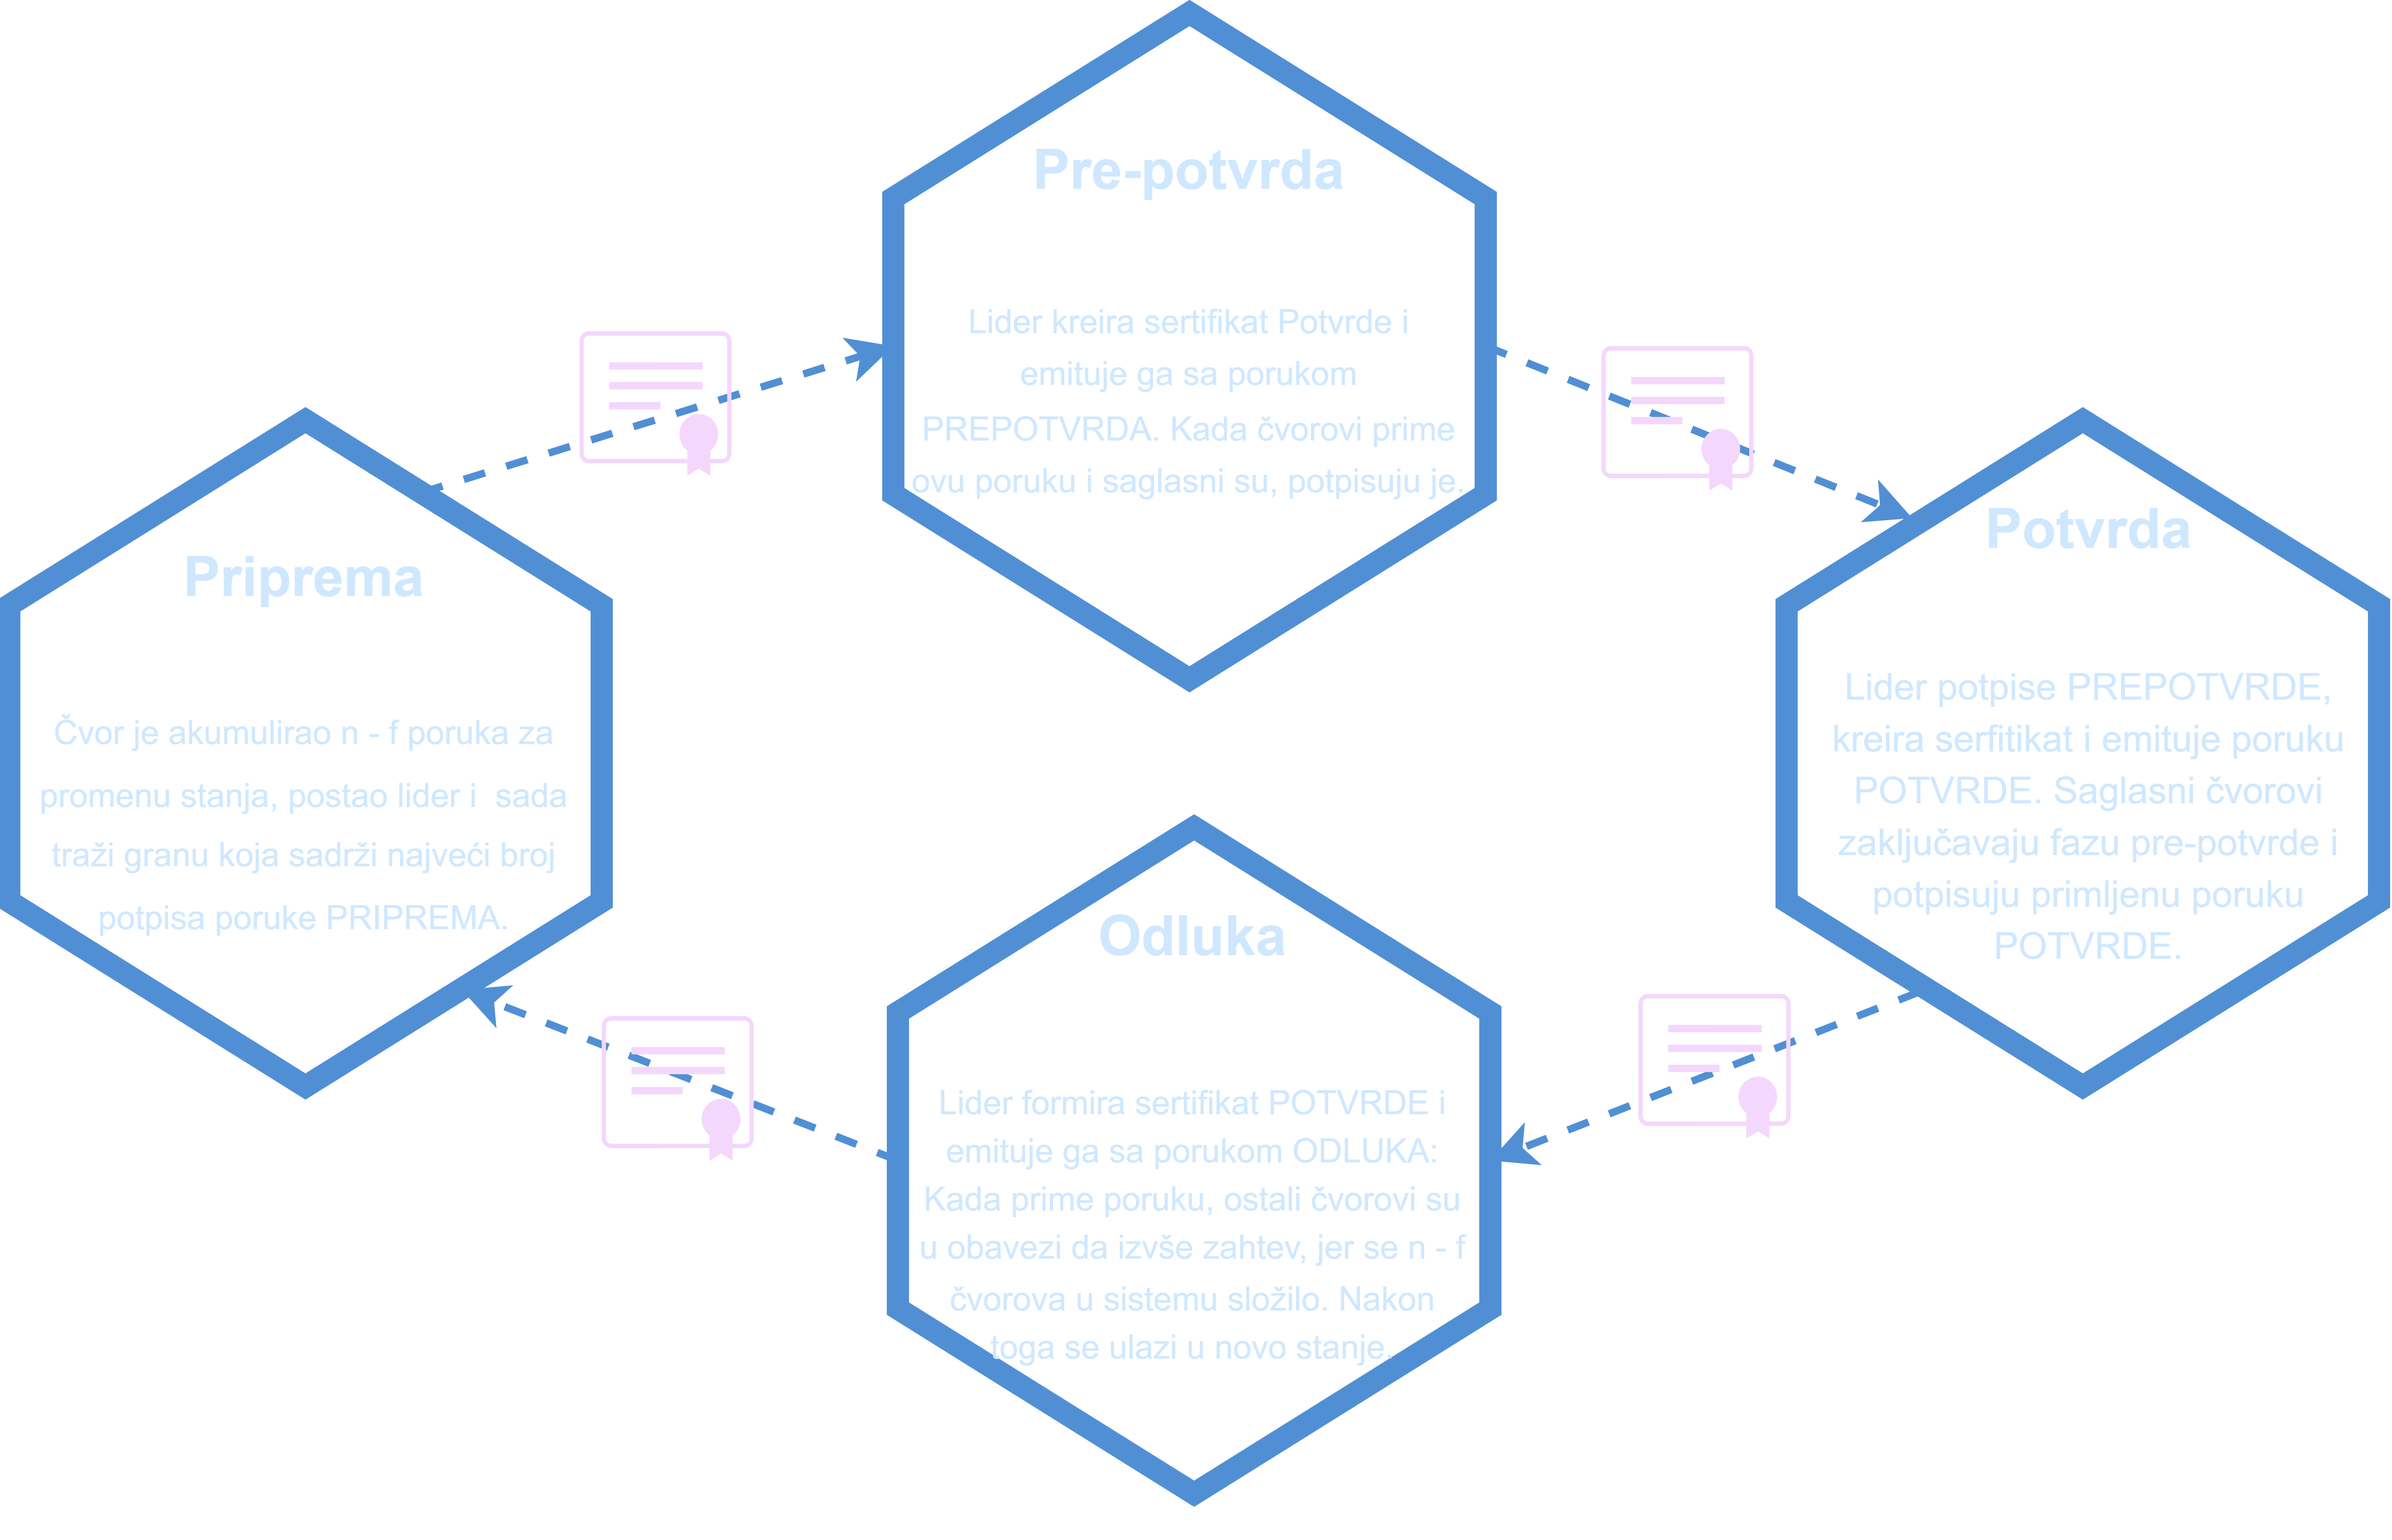 Pre-potvrda
Lider kreira sertifikat Potvrde i
emituje ga sa porukom
PREPOTVRDA. Kada čvorovi prime
ovu poruku i saglasni su, potpisuju je.
Priprema
Čvor je akumulirao n - f poruka za
promenu stanja, postao lider i sada
traži granu koja sadrži najveći broj
potpisa poruke PRIPREMA.
Potvrda
Lider potpise PREPOTVRDE,
kreira serfitikat i emituje poruku
POTVRDE. Saglasni čvorovi
zaključavaju fazu pre-potvrde i
potpisuju primljenu poruku
POTVRDE.
Odluka
Lider formira sertifikat POTVRDE i
emituje ga sa porukom ODLUKA:
Kada prime poruku, ostali čvorovi su
u obavezi da izvše zahtev, jer se n - f
čvorova u sistemu složilo. Nakon
toga se ulazi u novo stanje.